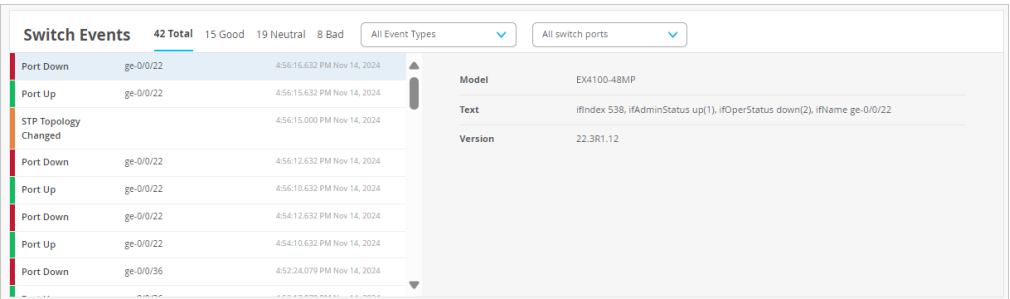 Switch Events 42 Total 15 Good 19 Neutral 8 Bad All Event Types All switch ports
Port Down ge-0/0/22 4:56:16.632 PM Nov 14, 2024
Port Up ge-0/0/22 4:56:15.632 PM Nov 14, 2024
STP Topology 4:56:15.000 PM Nov 14, 2024
Changed
Port Down ge-0/0/22 4:56:12.632 PM Nov 14, 2024
Port Up ge-0/0/22 4:56:10.632 PM Nov 14, 2024
Port Down ge-0/0/22 4:54:12.632 PM Nov 14, 2024
Port Up ge-0/0/22 4:54:10.632 PM Nov 14, 2024
Port Down ge-0/0/36 4:52:24.079 PM Nov 14, 2024
Model EX4100-48MP
Text ifIndex 538, ifAdminStatus up(1), ifOperStatus down(2), ifName ge-0/0/22
Version 22.3R1.12